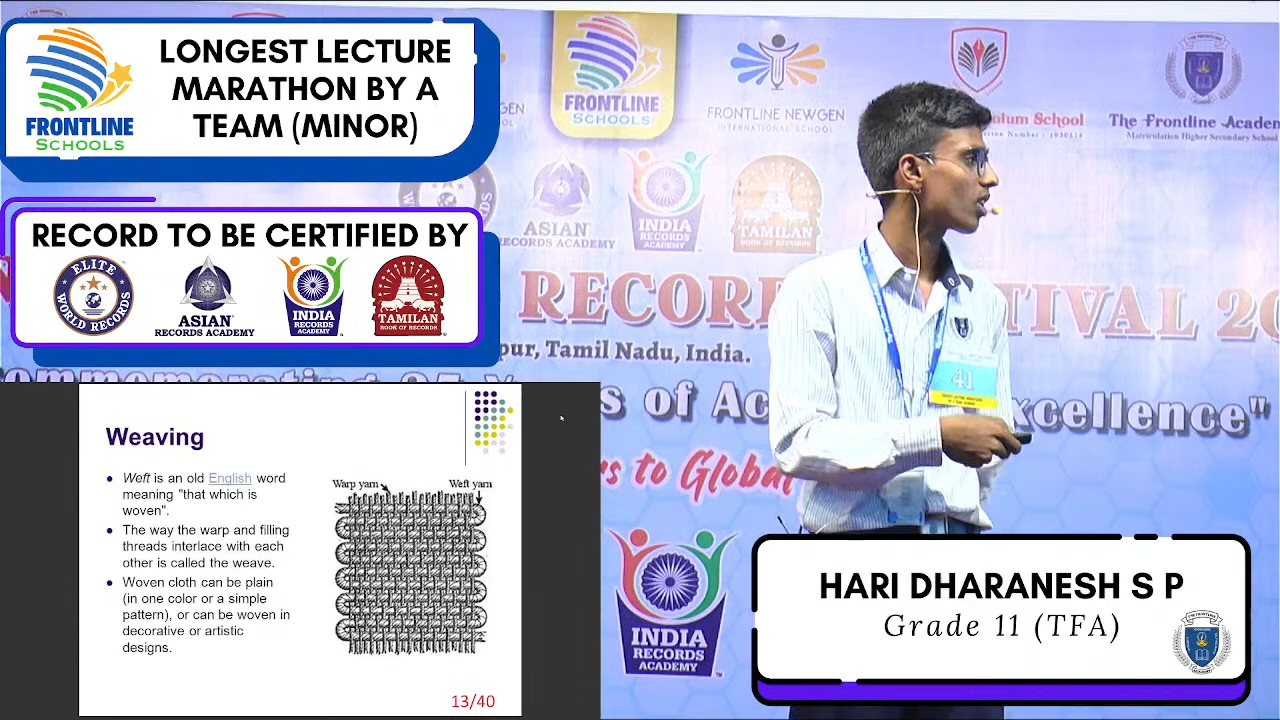 FRONTLINE
SCHOOLS
LONGEST LECTURE
MARATHON BY A
TEAM (MINOR)
RECORD TO BE CERTIFIED BY
ELITE
WORLD RECORDS
ASIAN
RECORDS ACADEMY
INDIA
RECORDS
ACADEMY
TAMILAN
BOOK OF RECORDS
FRONTLINE
SCHOOLS
FRONTLINE NEWGEN
INTERNATIONAL SCHOOL
The Frontline Academ
Matriculation Higher Secondary School
ASIAN
RECORDS ACADEMY
INDIA
RECORDS
ACADEMY
TAMILAN
BOOK OF RECORDS
RECOR TIVAL 20
pur, Tamil Nadu, India.
s of Ac xcellence"
rs to Global
41
Weaving
Weft is an old English word
meaning "that which is
woven".
The way the warp and filling
threads interlace with each
other is called the weave.
Woven cloth can be plain
(in one color or a simple
pattern), or can be woven in
decorative or artistic
designs.
Warp yarn
Weft yarn
13/40
INDIA
RECORDS
ACADEMY
HARI DHARANESH S P
Grade 11 (TFA)